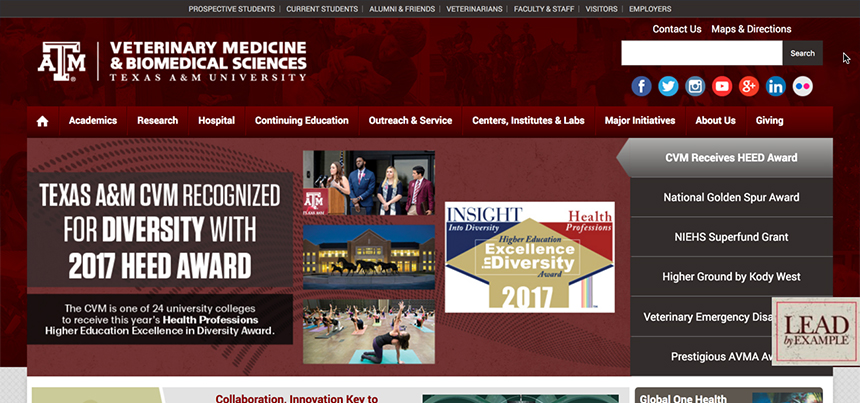 PROSPECTIVE STUDENTS | CURRENT STUDENTS | ALUMNI & FRIENDS | VETERINARIANS | FACULTY & STAFF | VISITORS | EMPLOYERS
Contact Us Maps & Directions
ATM
VETERINARY MEDICINE
& BIOMEDICAL SCIENCES
TEXAS A&M UNIVERSITY
Search
Academics Research Hospital Continuing Education Outreach & Service Centers, Institutes & Labs Major Initiatives About Us Giving
TEXAS A&M CVM RECOGNIZED
FOR DIVERSITY WITH
2017 HEED AWARD
The CVM is one of 24 university colleges
to receive this year's Health Professions
Higher Education Excellence in Diversity Award.
ATM
INSIGHT
Into Diversity
Health
Professions
Higher Education
Excellence
IN Diversity
Award
2017
CVM Receives HEED Award
National Golden Spur Award
NIEHS Superfund Grant
Higher Ground by Kody West
Veterinary Emergency Disa
Prestigious AVMA Aw
LEAD
by EXAMPLE
Collaboration, Innovation Key to
Global One Health